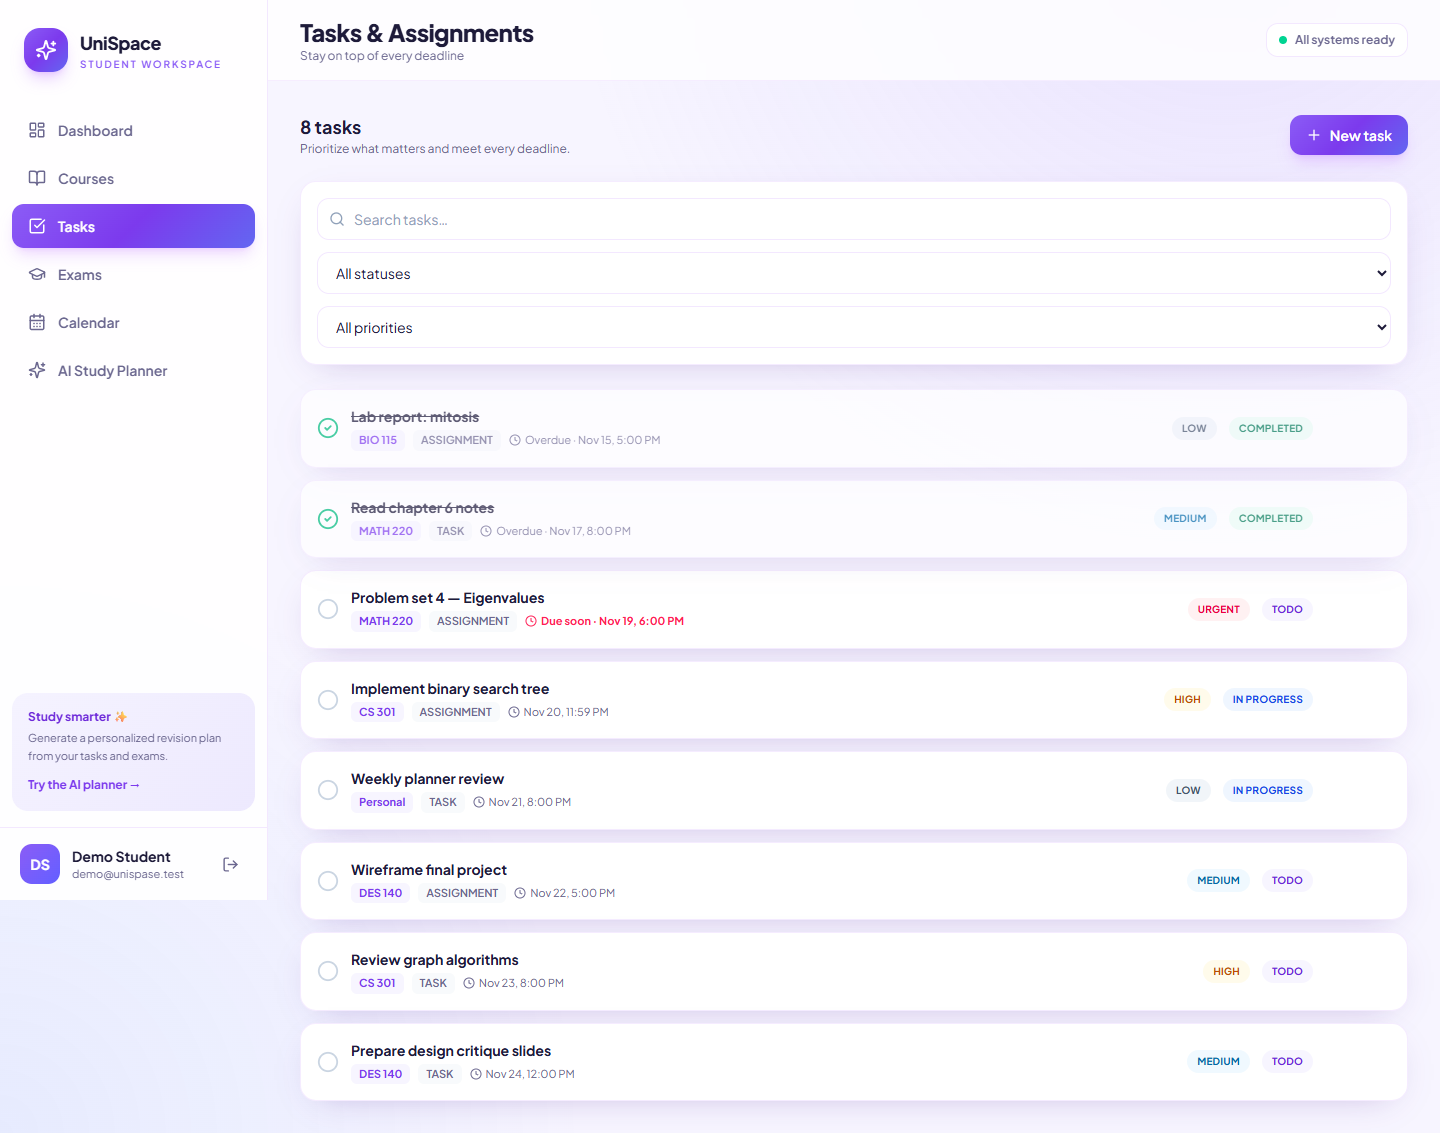 UniSpace
STUDENT WORKSPACE
Dashboard
Courses
Tasks
Exams
Calendar
AI Study Planner
Study smarter ✨
Generate a personalized revision plan
from your tasks and exams.
Try the AI planner →
DS
Demo Student
demo@unispase.test
Tasks & Assignments
Stay on top of every deadline
All systems ready
8 tasks
Prioritize what matters and meet every deadline.
+ New task
Search tasks…
All statuses
All priorities
Lab report: mitosis
BIO 115 ASSIGNMENT Overdue · Nov 15, 5:00 PM
LOW COMPLETED
Read chapter 6 notes
MATH 220 TASK Overdue · Nov 17, 8:00 PM
MEDIUM COMPLETED
Problem set 4 — Eigenvalues
MATH 220 ASSIGNMENT Due soon · Nov 19, 6:00 PM
URGENT TODO
Implement binary search tree
CS 301 ASSIGNMENT Nov 20, 11:59 PM
HIGH IN PROGRESS
Weekly planner review
Personal TASK Nov 21, 8:00 PM
LOW IN PROGRESS
Wireframe final project
DES 140 ASSIGNMENT Nov 22, 5:00 PM
MEDIUM TODO
Review graph algorithms
CS 301 TASK Nov 23, 8:00 PM
HIGH TODO
Prepare design critique slides
DES 140 TASK Nov 24, 12:00 PM
MEDIUM TODO